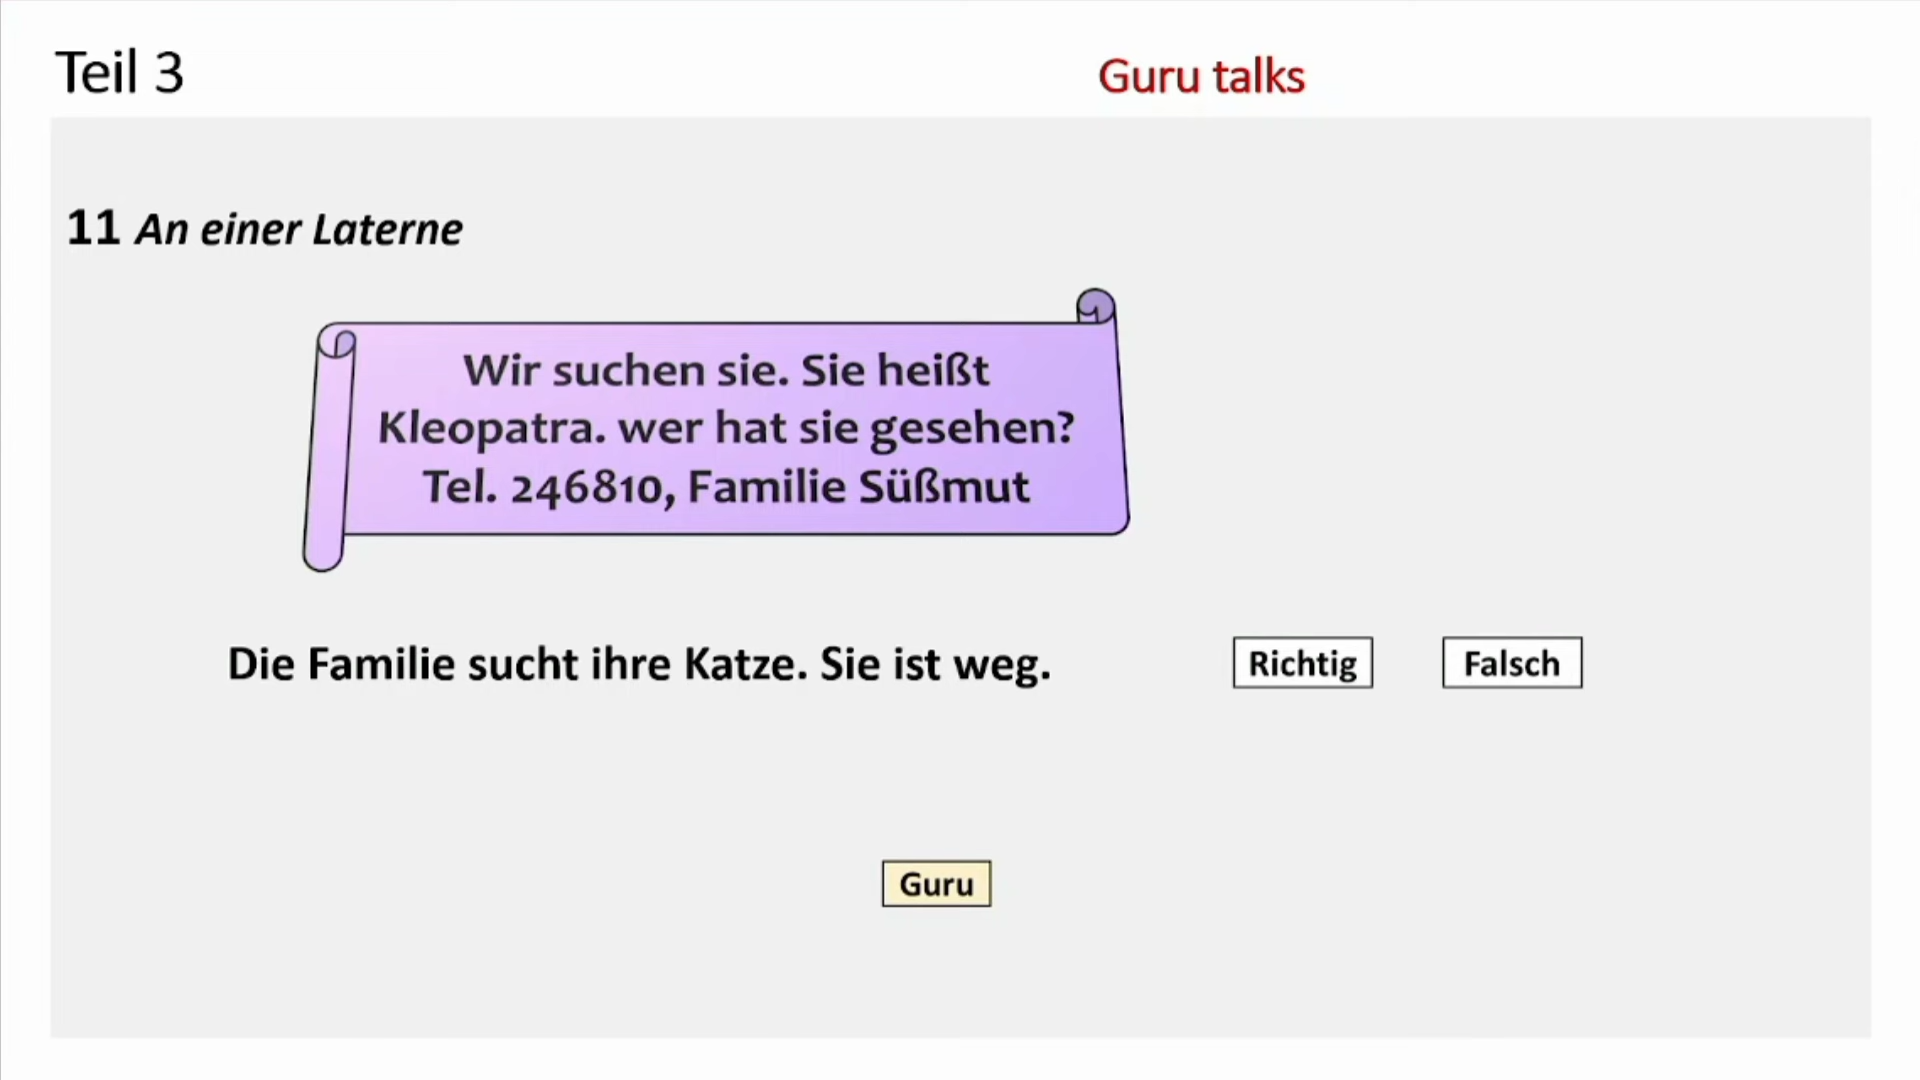 Teil 3
Guru talks
11 An einer Laterne
Wir suchen sie. Sie heißt
Kleopatra. wer hat sie gesehen?
Tel. 246810, Familie Süßmut
Die Familie sucht ihre Katze. Sie ist weg.
Richtig
Falsch
Guru